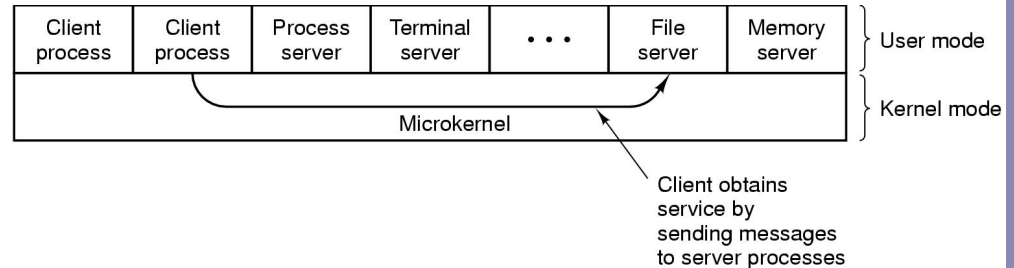 Client process
Client process
Process server
Terminal server
• • •
File server
Memory server
User mode
Microkernel
Kernel mode
Client obtains
service by
sending messages
to server processes